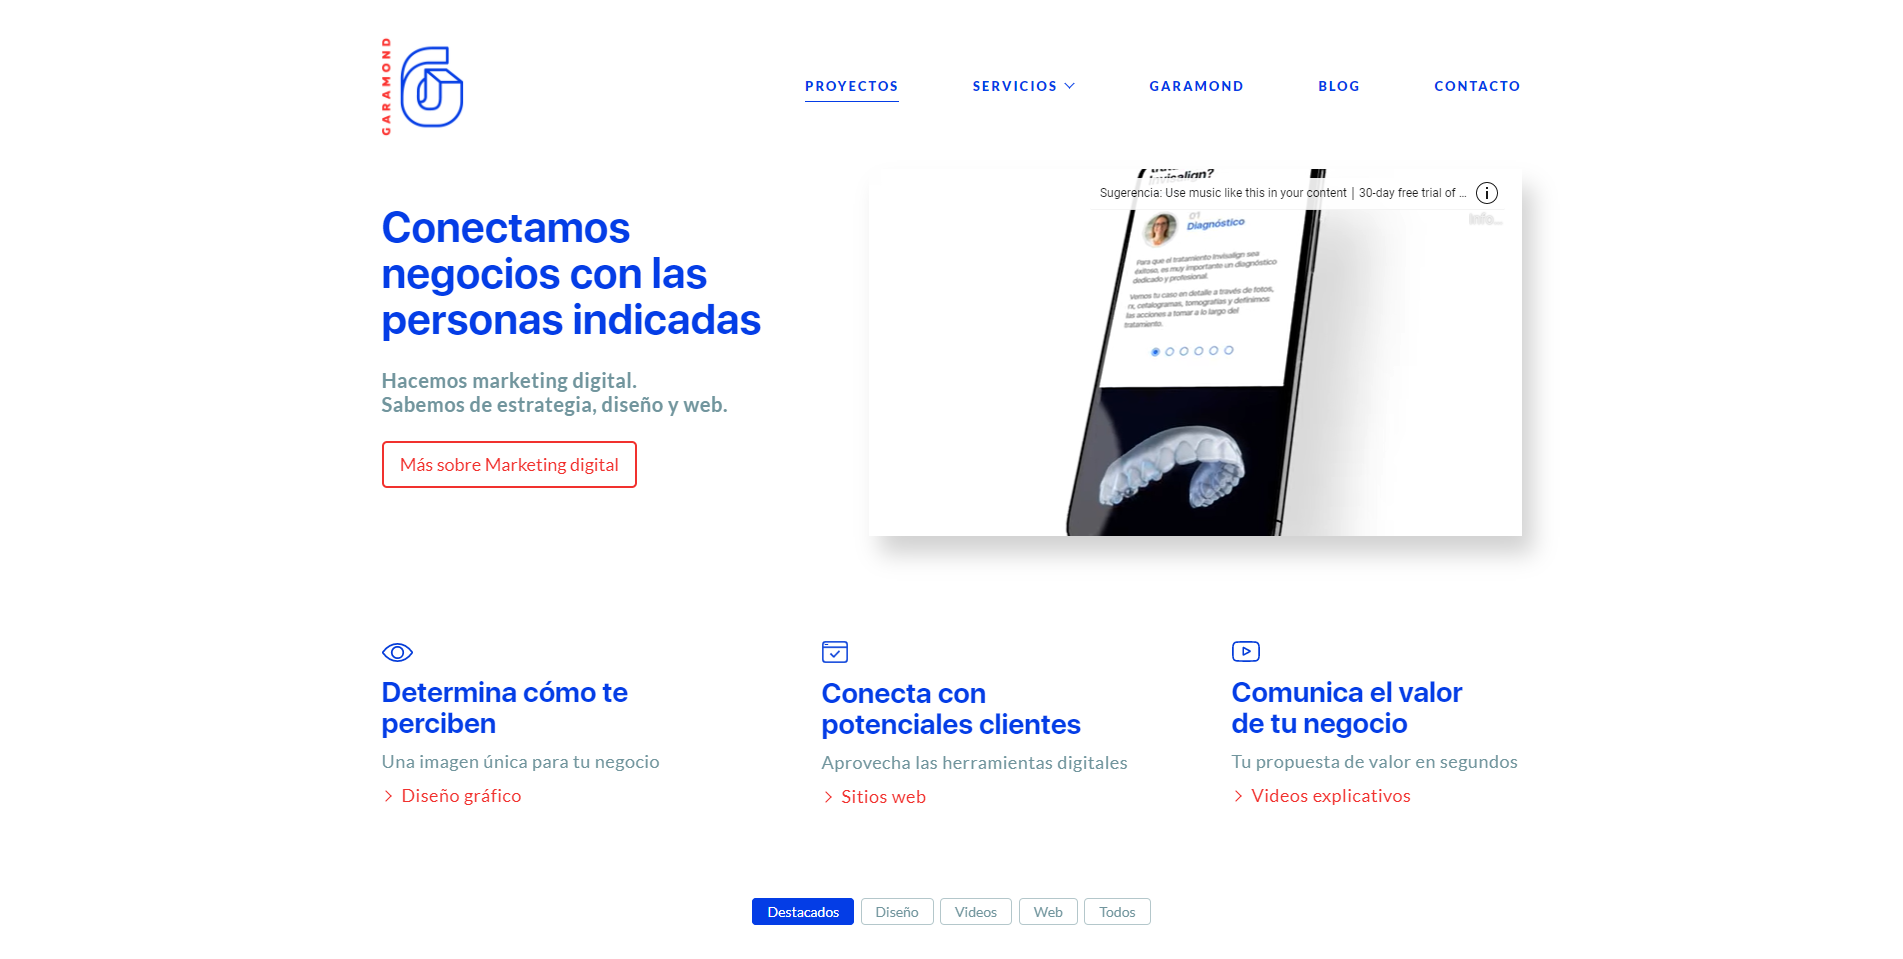 GARAMOND
PROYECTOS
SERVICIOS
GARAMOND
BLOG
CONTACTO
Conectamos
negocios con las
personas indicadas
Hacemos marketing digital.
Sabemos de estrategia, diseño y web.
Más sobre Marketing digital
Invisalign?
Sugerencia: Use music like this in your content | 30-day free trial of ...
Info...
01
Diagnóstico
Para que el tratamiento Invisalign sea
éxitoso, es muy importante un diagnóstico
dedicado y profesional.
Vemos tu caso en detalle a través de fotos,
rx, cefalogramas, tomografías y definimos
las acciones a tomar a lo largo del
tratamiento.
Determina cómo te
perciben
Una imagen única para tu negocio
Diseño gráfico
Conecta con
potenciales clientes
Aprovecha las herramientas digitales
Sitios web
Comunica el valor
de tu negocio
Tu propuesta de valor en segundos
Videos explicativos
Destacados
Diseño
Videos
Web
Todos